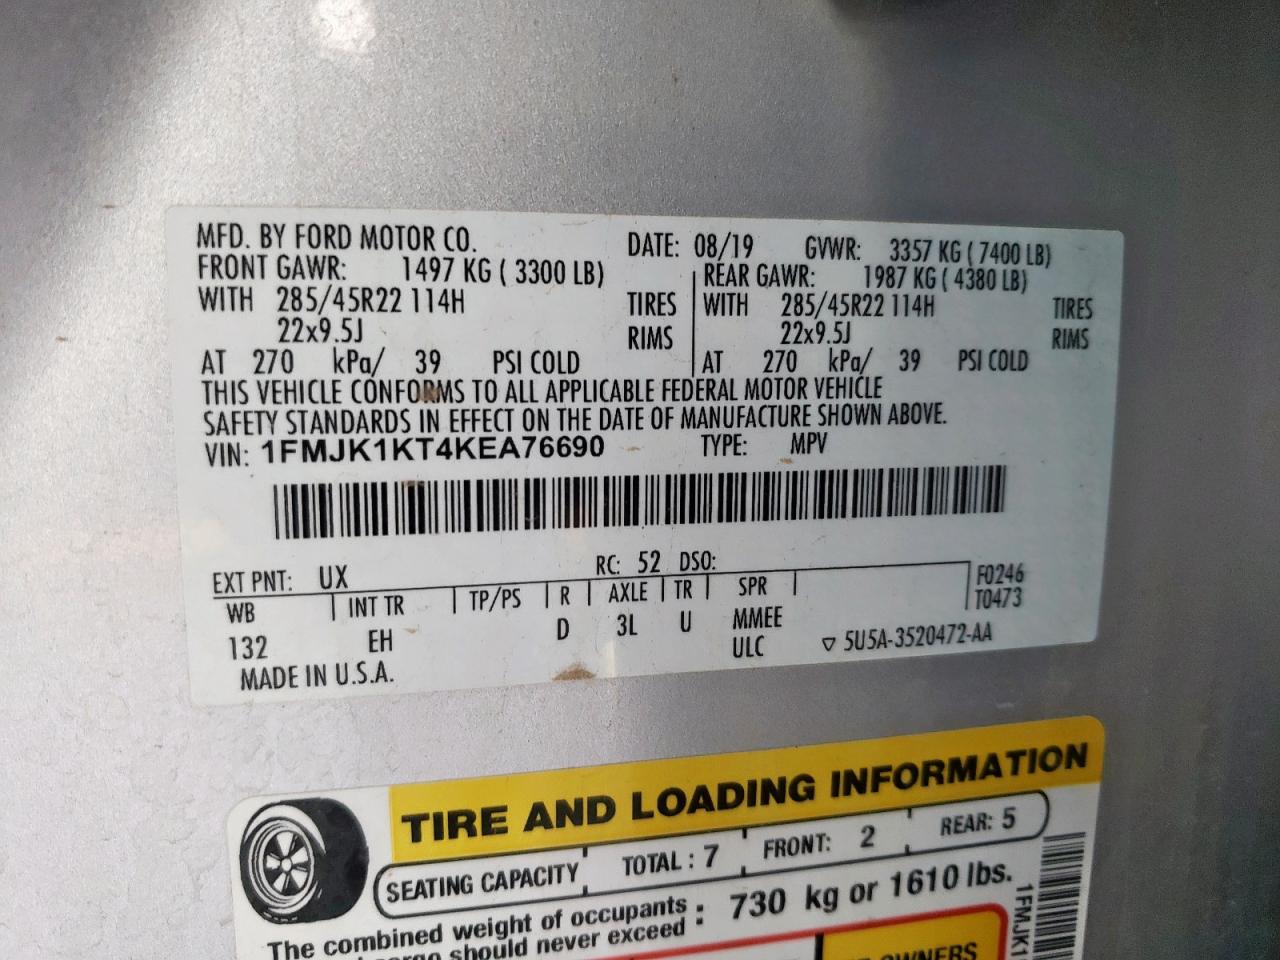 MFD. BY FORD MOTOR CO. DATE: 08/19 GVWR: 3357 KG ( 7400 LB)
FRONT GAWR: 1497 KG ( 3300 LB) REAR GAWR: 1987 KG ( 4380 LB)
WITH 285/45R22 114H TIRES WITH 285/45R22 114H TIRES
22x9.5J RIMS 22x9.5J RIMS
AT 270 kPa/ 39 PSI COLD AT 270 kPa/ 39 PSI COLD
THIS VEHICLE CONFORMS TO ALL APPLICABLE FEDERAL MOTOR VEHICLE
SAFETY STANDARDS IN EFFECT ON THE DATE OF MANUFACTURE SHOWN ABOVE.
VIN: 1FMJK1KT4KEA76690 TYPE: MPV
EXT PNT: UX RC: 52 DSO:
WB INT TR TP/PS R AXLE TR SPR F0246
T0473
132 EH D 3L U MMEE
ULC ▽ 5U5A-3520472-AA
MADE IN U.S.A.
TIRE AND LOADING INFORMATION
SEATING CAPACITY TOTAL : 7 FRONT: 2 REAR: 5
The combined weight of occupants : 730 kg or 1610 lbs.
should never exceed
OWNERS
1FMJK1